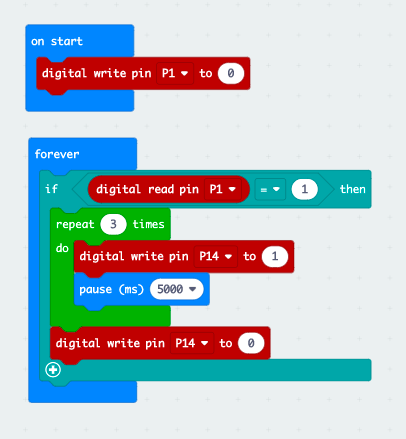 on start
digital write pin P1 to 0
forever
if digital read pin P1 = 1 then
repeat 3 times
do digital write pin P14 to 1
pause (ms) 5000
digital write pin P14 to 0